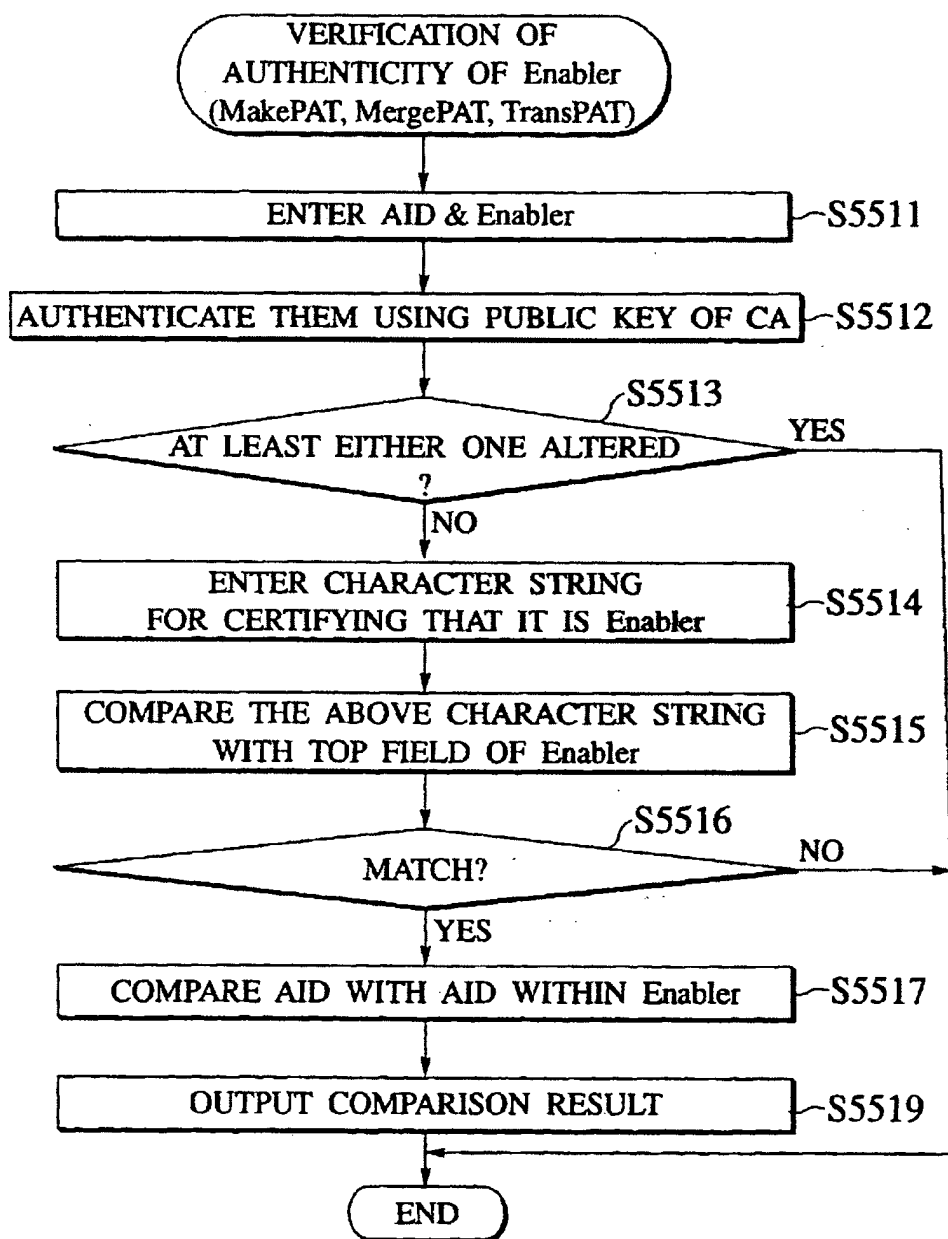 VERIFICATION OF
AUTHENTICITY OF Enabler
(MakePAT, MergePAT, TransPAT)
ENTER AID & Enabler
S5511
AUTHENTICATE THEM USING PUBLIC KEY OF CA
S5512
S5513
AT LEAST EITHER ONE ALTERED
?
YES
NO
ENTER CHARACTER STRING
FOR CERTIFYING THAT IT IS Enabler
S5514
COMPARE THE ABOVE CHARACTER STRING
WITH TOP FIELD OF Enabler
S5515
S5516
MATCH?
NO
YES
COMPARE AID WITH AID WITHIN Enabler
S5517
OUTPUT COMPARISON RESULT
S5519
END